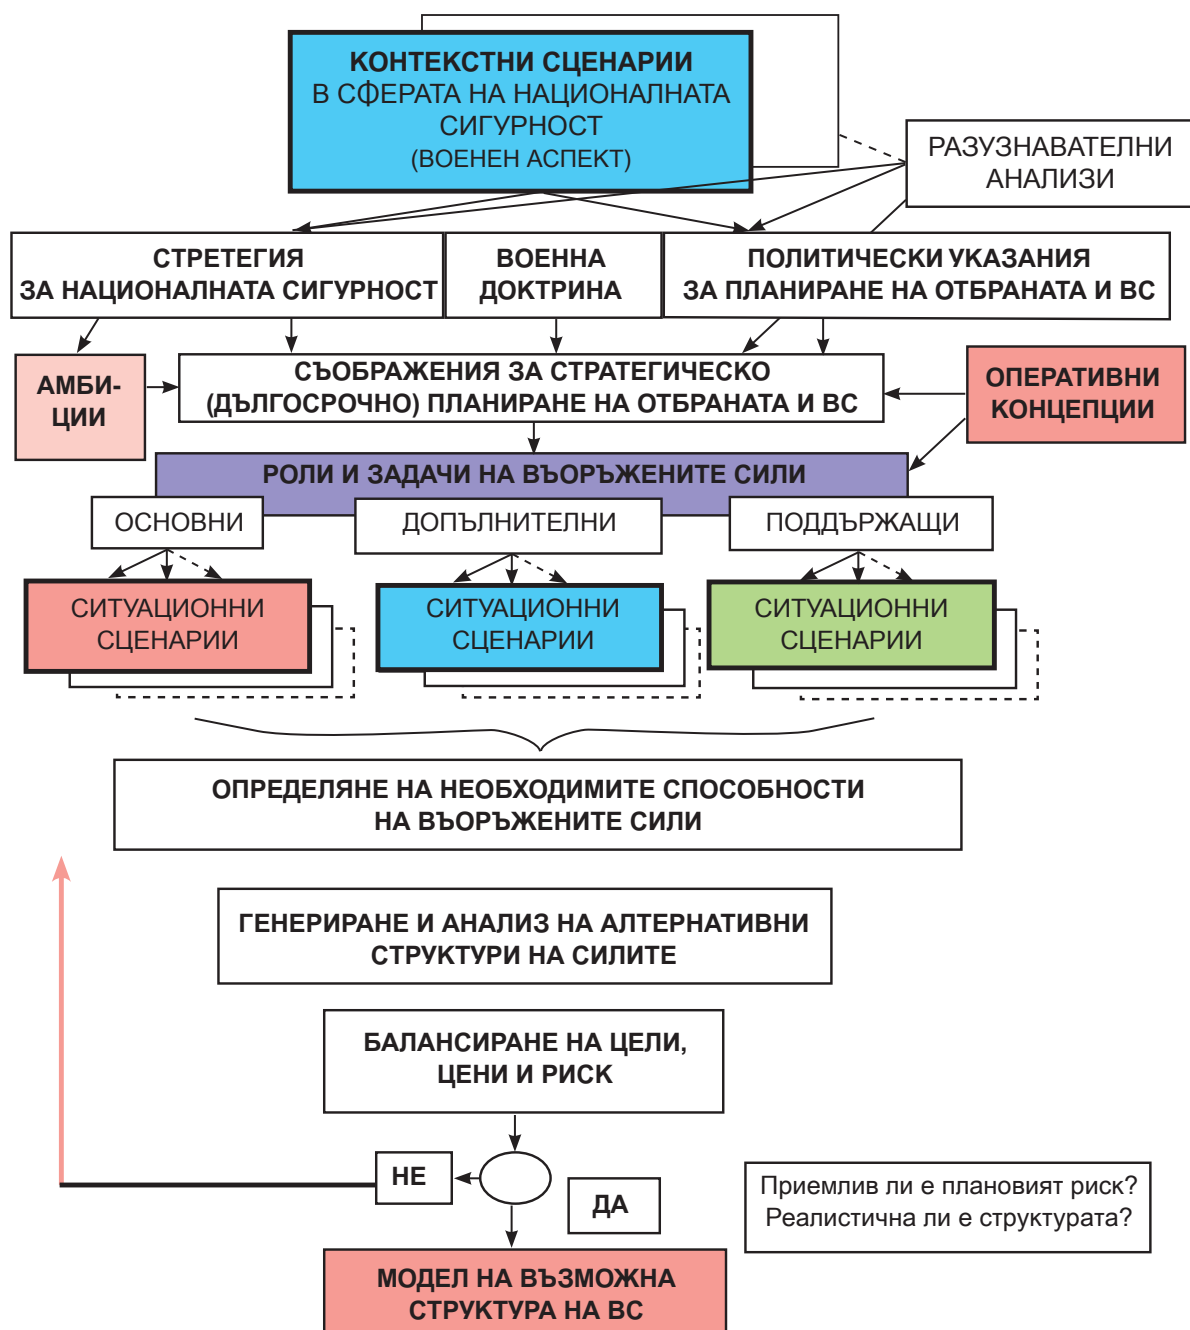 КОНТЕКСТНИ СЦЕНАРИИ
В СФЕРАТА НА НАЦИОНАЛНАТА
СИГУРНОСТ
(ВОЕНЕН АСПЕКТ)
РАЗУЗНАВАТЕЛНИ
АНАЛИЗИ
СТРЕТЕГИЯ
ЗА НАЦИОНАЛНАТА СИГУРНОСТ
ВОЕННА
ДОКТРИНА
ПОЛИТИЧЕСКИ УКАЗАНИЯ
ЗА ПЛАНИРАНЕ НА ОТБРАНАТА И ВС
АМБИ-
ЦИИ
СЪОБРАЖЕНИЯ ЗА СТРАТЕГИЧЕСКО
(ДЪЛГОСРОЧНО) ПЛАНИРАНЕ НА ОТБРАНАТА И ВС
ОПЕРАТИВНИ
КОНЦЕПЦИИ
РОЛИ И ЗАДАЧИ НА ВЪОРЪЖЕНИТЕ СИЛИ
ОСНОВНИ
ДОПЪЛНИТЕЛНИ
ПОДДЪРЖАЩИ
СИТУАЦИОННИ
СЦЕНАРИИ
СИТУАЦИОННИ
СЦЕНАРИИ
СИТУАЦИОННИ
СЦЕНАРИИ
ОПРЕДЕЛЯНЕ НА НЕОБХОДИМИТЕ СПОСОБНОСТИ
НА ВЪОРЪЖЕНИТЕ СИЛИ
ГЕНЕРИРАНЕ И АНАЛИЗ НА АЛТЕРНАТИВНИ
СТРУКТУРИ НА СИЛИТЕ
БАЛАНСИРАНЕ НА ЦЕЛИ,
ЦЕНИ И РИСК
НЕ
ДА
Приемлив ли е плановият риск?
Реалистична ли е структурата?
МОДЕЛ НА ВЪЗМОЖНА
СТРУКТУРА НА ВС